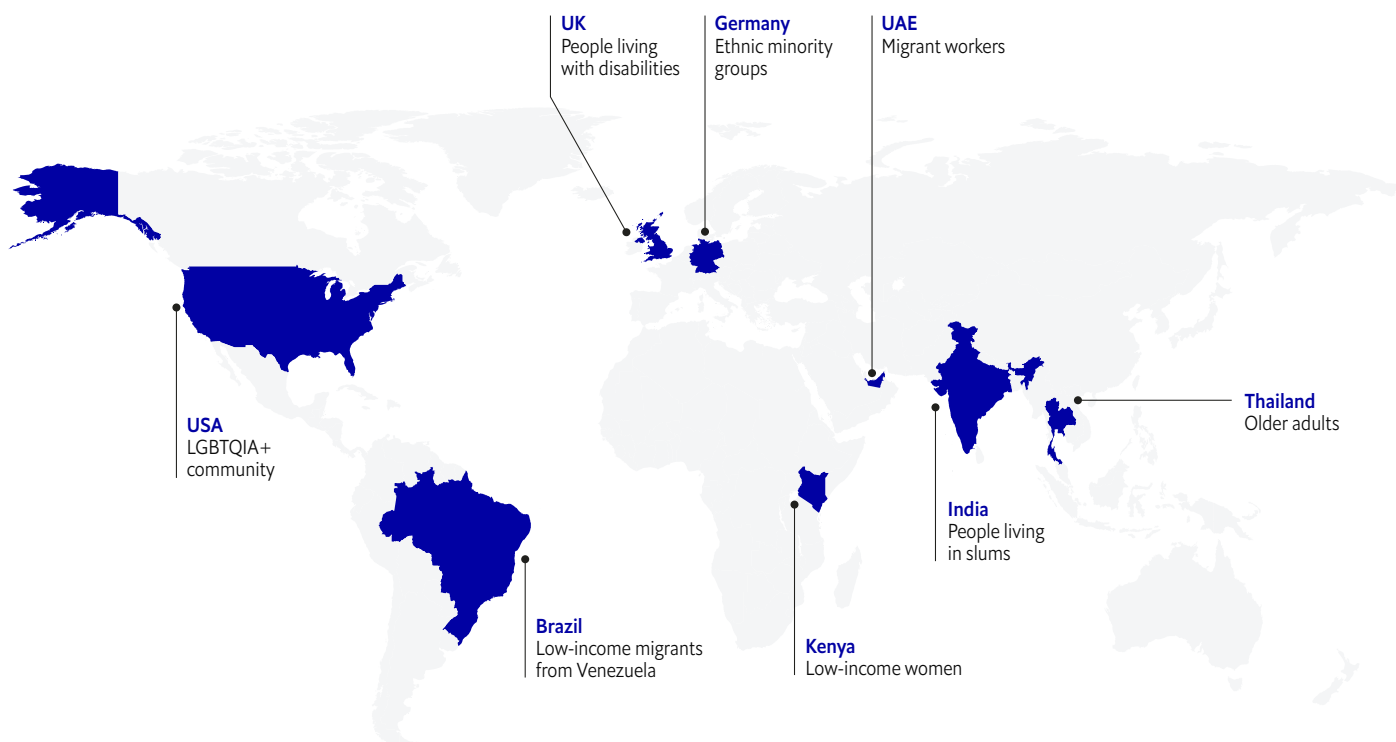 UK
People living
with disabilities
Germany
Ethnic minority
groups
UAE
Migrant workers
USA
LGBTQIA+
community
Thailand
Older adults
India
People living
in slums
Brazil
Low-income migrants
from Venezuela
Kenya
Low-income women